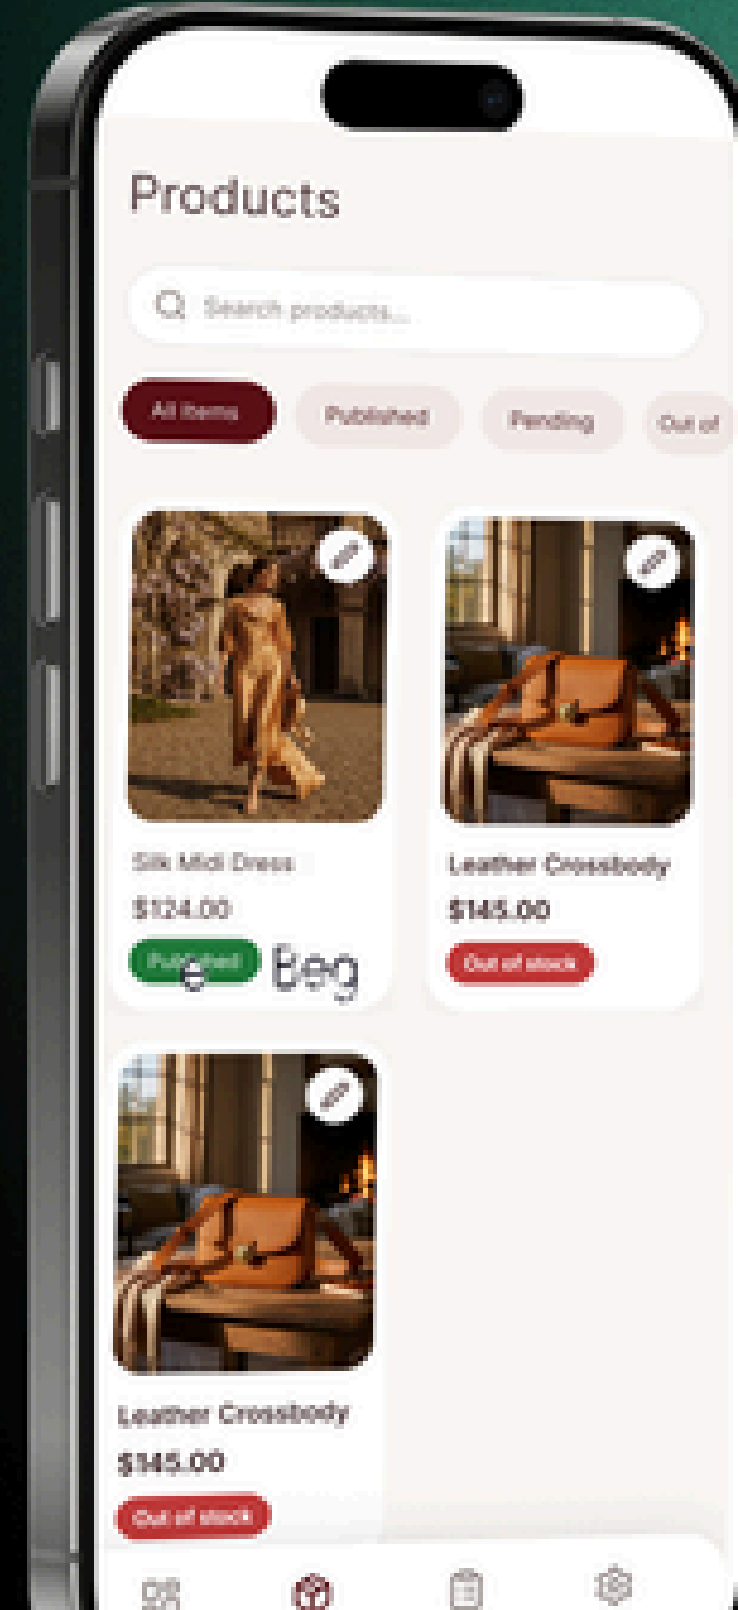 Products
Search products...
All Items
Published
Pending
Out of
Silk Midi Dress
$124.00
Published
e Bag
Leather Crossbody
$145.00
Out of stock
Leather Crossbody
$145.00
Out of stock